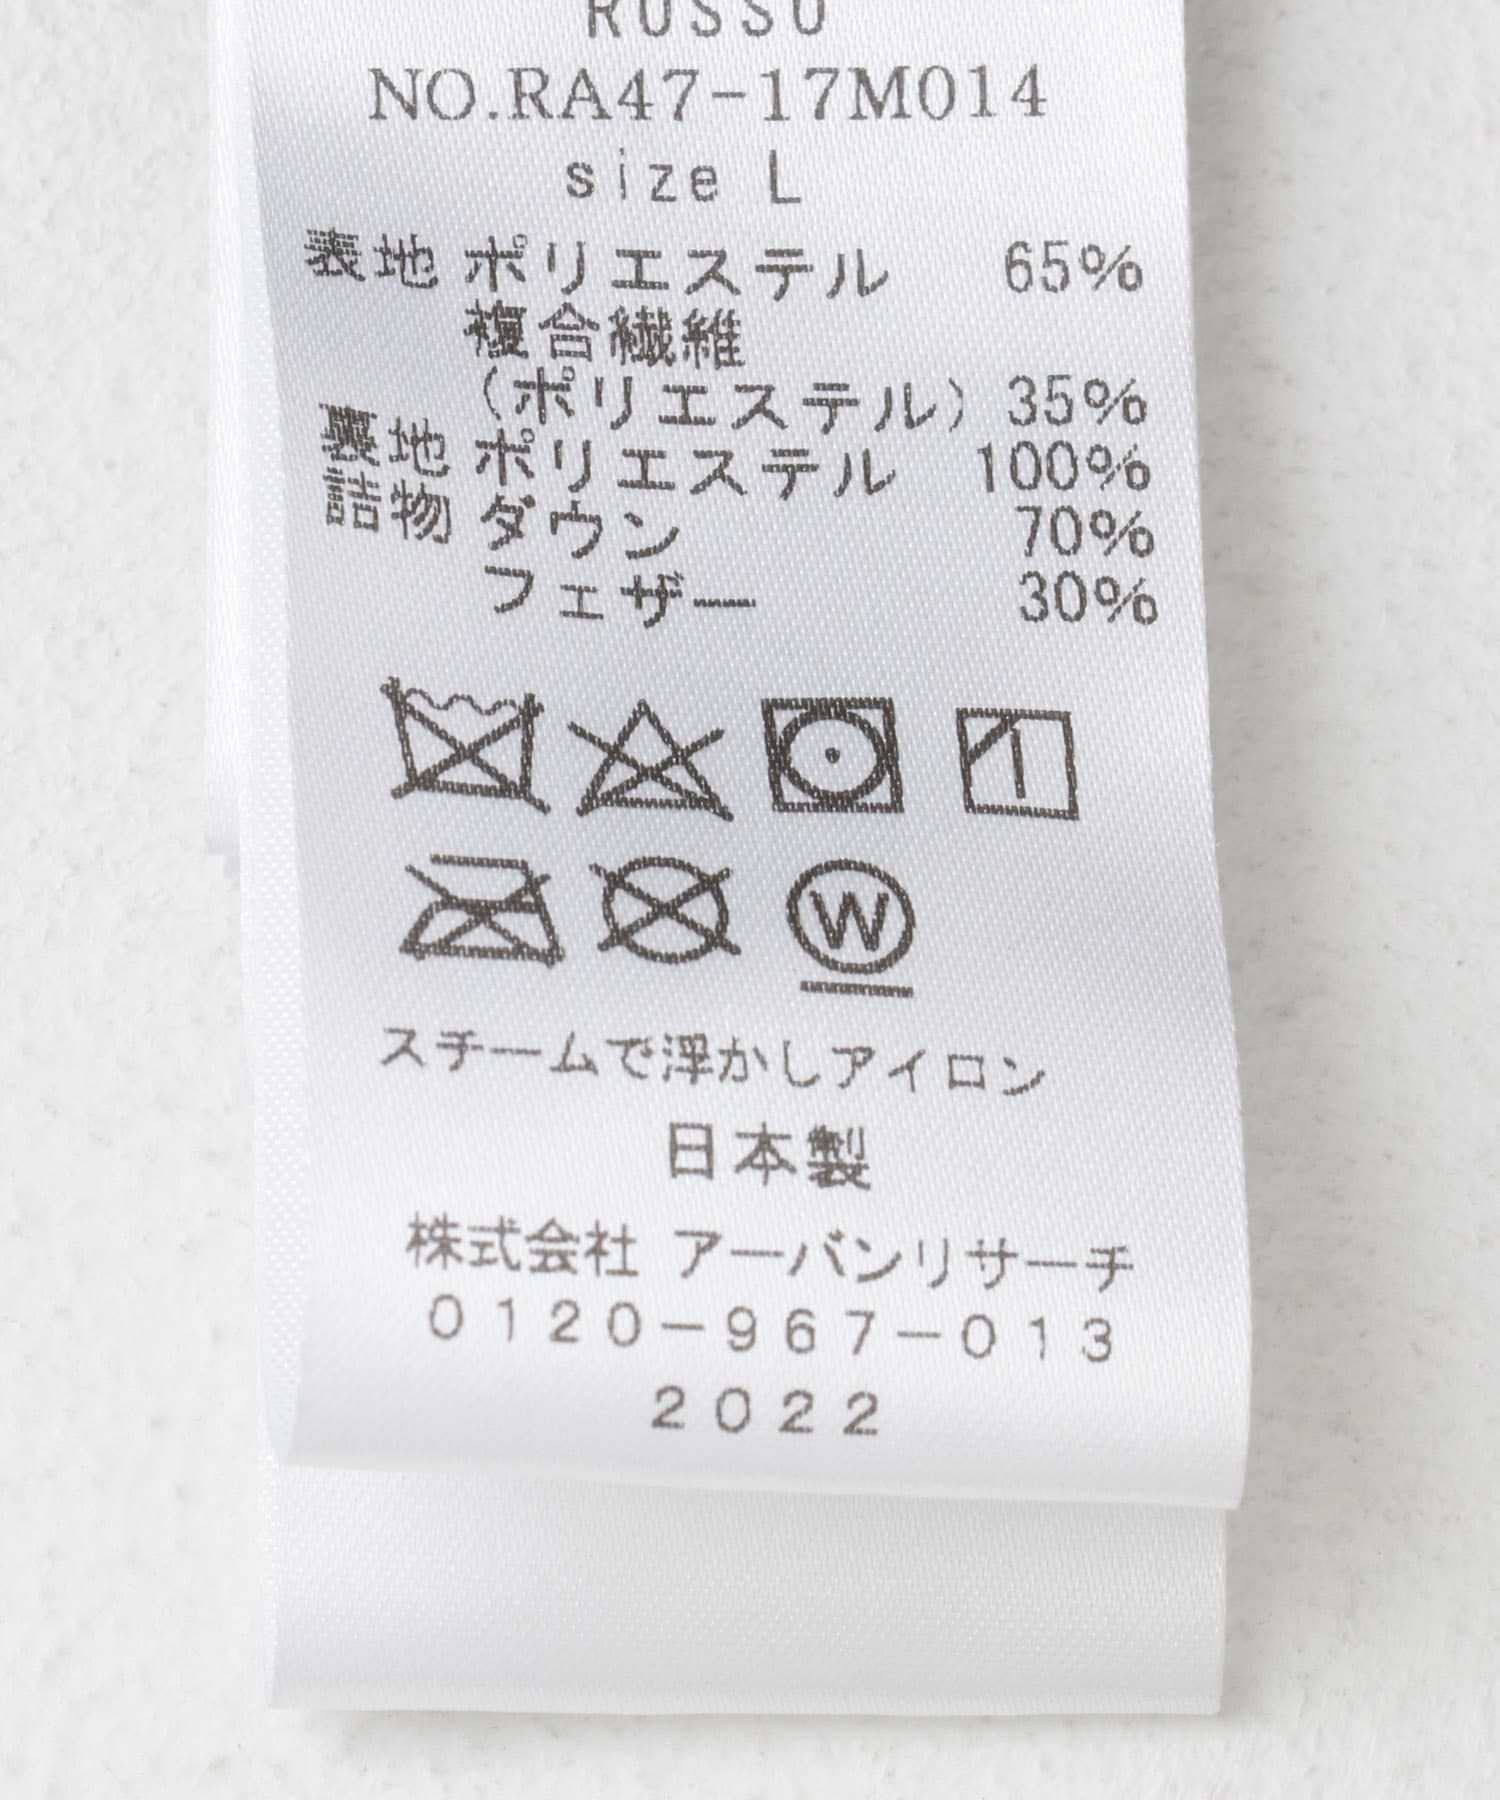 RUSSO
NO.RA47-17M014
size L
表地 ポリエステル 65%
複合繊維
(ポリエステル) 35%
裏地 ポリエステル 100%
詰物 ダウン 70%
フェザー 30%
W
スチームで浮かしアイロン
日本製
株式会社 アーバンリサーチ
0120-967-013
2022